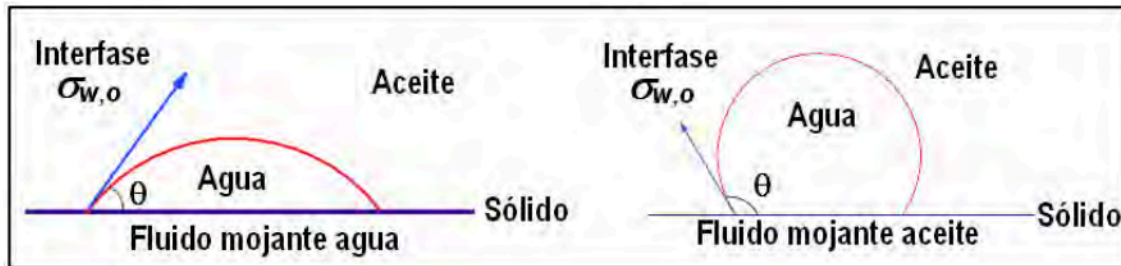 Interfase
σw,o
Aceite
Agua
θ
Sólido
Fluido mojante agua
Interfase
σw,o
Aceite
Agua
θ
Sólido
Fluido mojante aceite